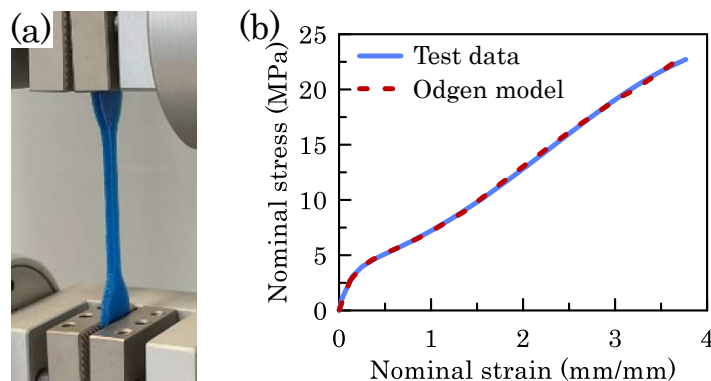 (a)
(b)
25
20
15
10
5
0
Nominal stress (MPa)
Test data
Odgen model
0 1 2 3 4
Nominal strain (mm/mm)